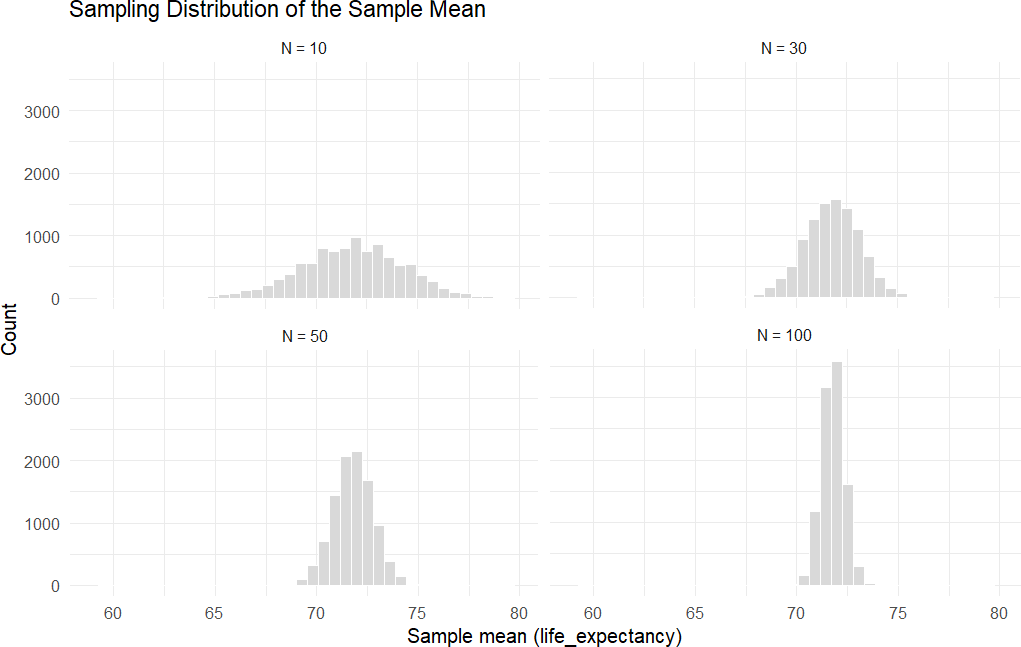 Sampling Distribution of the Sample Mean
N = 10
N = 30
3000
2000
1000
0
N = 50
N = 100
3000
2000
1000
0
Count
60 65 70 75 80 60 65 70 75 80
Sample mean (life_expectancy)